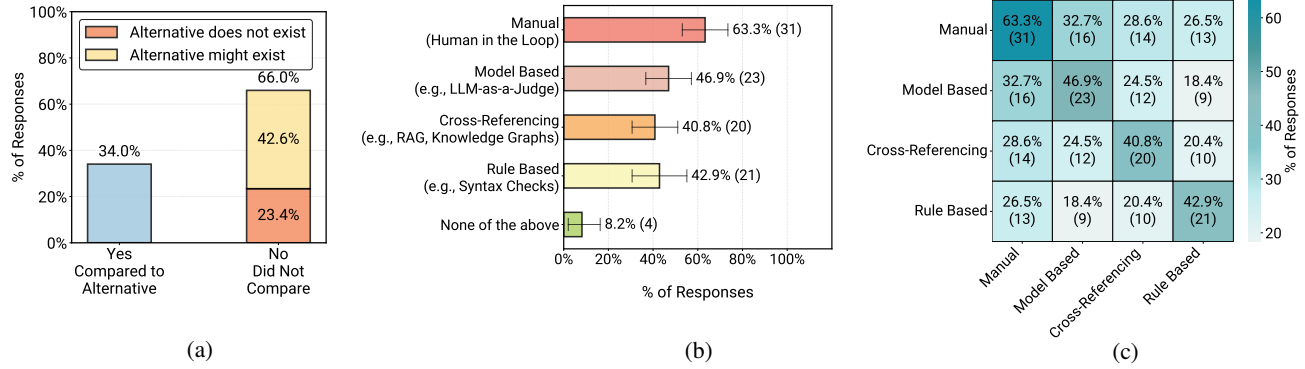 100%
80%
60%
40%
20%
0%
% of Responses
Alternative does not exist
Alternative might exist
66.0%
42.6%
34.0%
23.4%
Yes
Compared to
Alternative
No
Did Not
Compare
(a)
Manual
(Human in the Loop)
63.3% (31)
Model Based
(e.g., LLM-as-a-Judge)
46.9% (23)
Cross-Referencing
(e.g., RAG, Knowledge Graphs)
40.8% (20)
Rule Based
(e.g., Syntax Checks)
42.9% (21)
None of the above
8.2% (4)
0% 20% 40% 60% 80% 100%
% of Responses
(b)
Manual
63.3% 32.7% 28.6% 26.5%
(31) (16) (14) (13)
Model Based
32.7% 46.9% 24.5% 18.4%
(16) (23) (12) (9)
Cross-Referencing
28.6% 24.5% 40.8% 20.4%
(14) (12) (20) (10)
Rule Based
26.5% 18.4% 20.4% 42.9%
(13) (9) (10) (21)
Manual
Model Based
Cross-Referencing
Rule Based
60
50
40
30
20
% of Responses
(c)